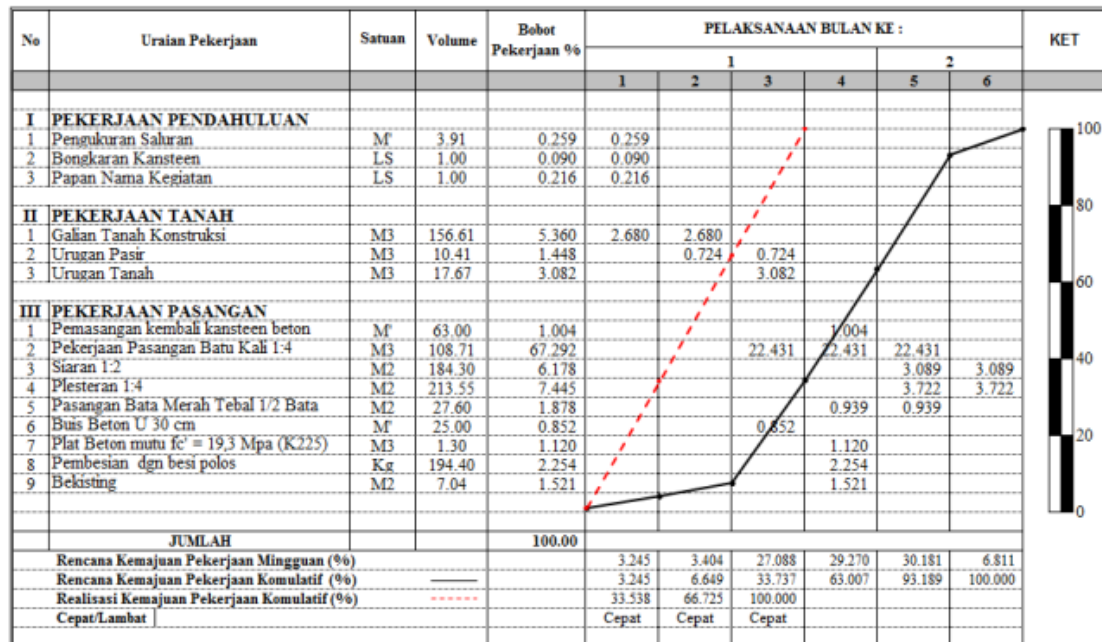 No Uraian Pekerjaan Satuan Volume Bobot Pekerjaan % PELAKSANAAN BULAN KE : KET
1 2
1 2 3 4 5 6
I PEKERJAAN PENDAHULUAN
1 Pengukuran Saluran M' 3.91 0.259 0.259
2 Bongkaran Kansteen LS 1.00 0.090 0.090
3 Papan Nama Kegiatan LS 1.00 0.216 0.216
II PEKERJAAN TANAH
1 Galian Tanah Konstruksi M3 156.61 5.360 2.680 2.680
2 Urugan Pasir M3 10.41 1.448 0.724 0.724
3 Urugan Tanah M3 17.67 3.082 3.082
III PEKERJAAN PASANGAN
1 Pemasangan kembali kansteen beton M' 63.00 1.004 1.004
2 Pekerjaan Pasangan Batu Kali 1:4 M3 108.71 67.292 22.431 22.431 22.431
3 Siaran 1:2 M2 184.30 6.178 3.089 3.089
4 Plesteran 1:4 M2 213.55 7.445 3.722 3.722
5 Pasangan Bata Merah Tebal 1/2 Bata M2 27.60 1.878 0.939 0.939
6 Buis Beton U 30 cm M' 25.00 0.852 0.852
7 Plat Beton mutu fc' = 19,3 Mpa (K225) M3 1.30 1.120 1.120
8 Pembesian dgn besi polos Kg 194.40 2.254 2.254
9 Bekisting M2 7.04 1.521 1.521
100
80
60
40
20
0
JUMLAH 100.00
Rencana Kemajuan Pekerjaan Mingguan (%) 3.245 3.404 27.088 29.270 30.181 6.811
Rencana Kemajuan Pekerjaan Komulatif (%) 3.245 6.649 33.737 63.007 93.189 100.000
Realisasi Kemajuan Pekerjaan Komulatif (%) 33.538 66.725 100.000
Cepat/Lambat Cepat Cepat Cepat